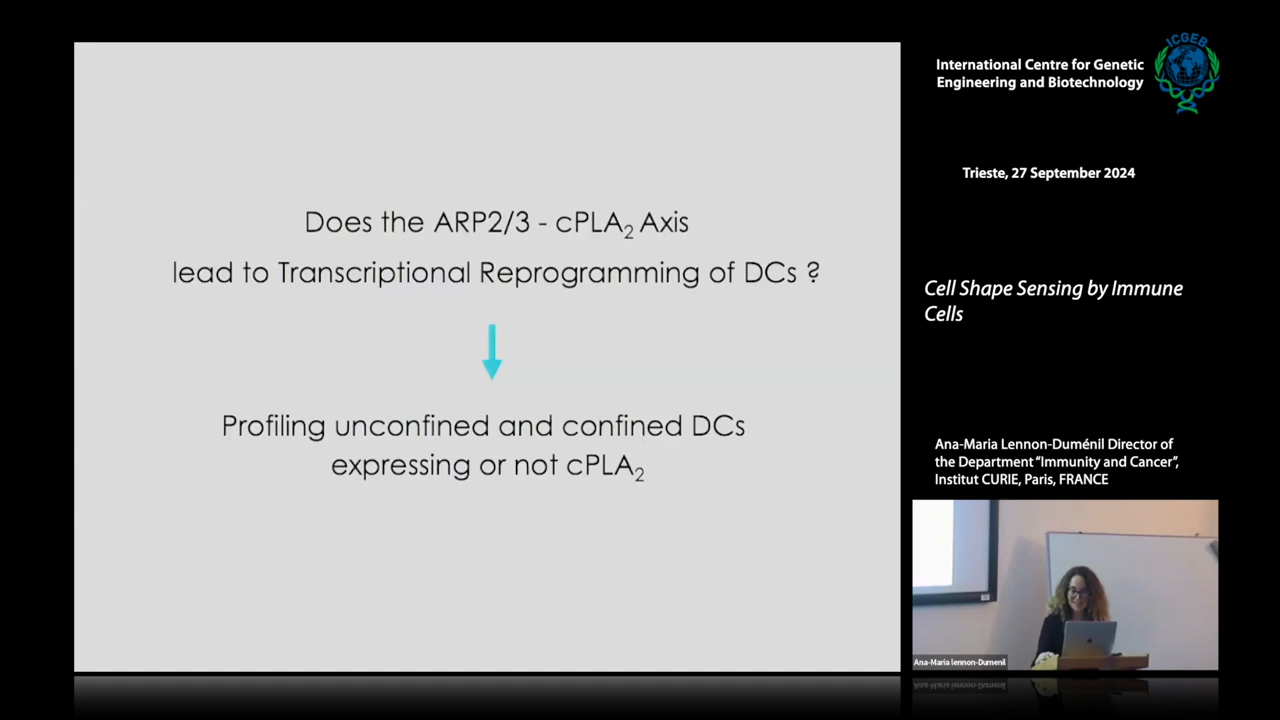 Does the ARP2/3 - cPLA2 Axis
lead to Transcriptional Reprogramming of DCs ?
Profiling unconfined and confined DCs
expressing or not cPLA2
International Centre for Genetic
Engineering and Biotechnology
ICGEB
Trieste, 27 September 2024
Cell Shape Sensing by Immune
Cells
Ana-Maria Lennon-Duménil Director of
the Department “Immunity and Cancer”,
Institut CURIE, Paris, FRANCE
Ana-Maria lennon-Dumenil